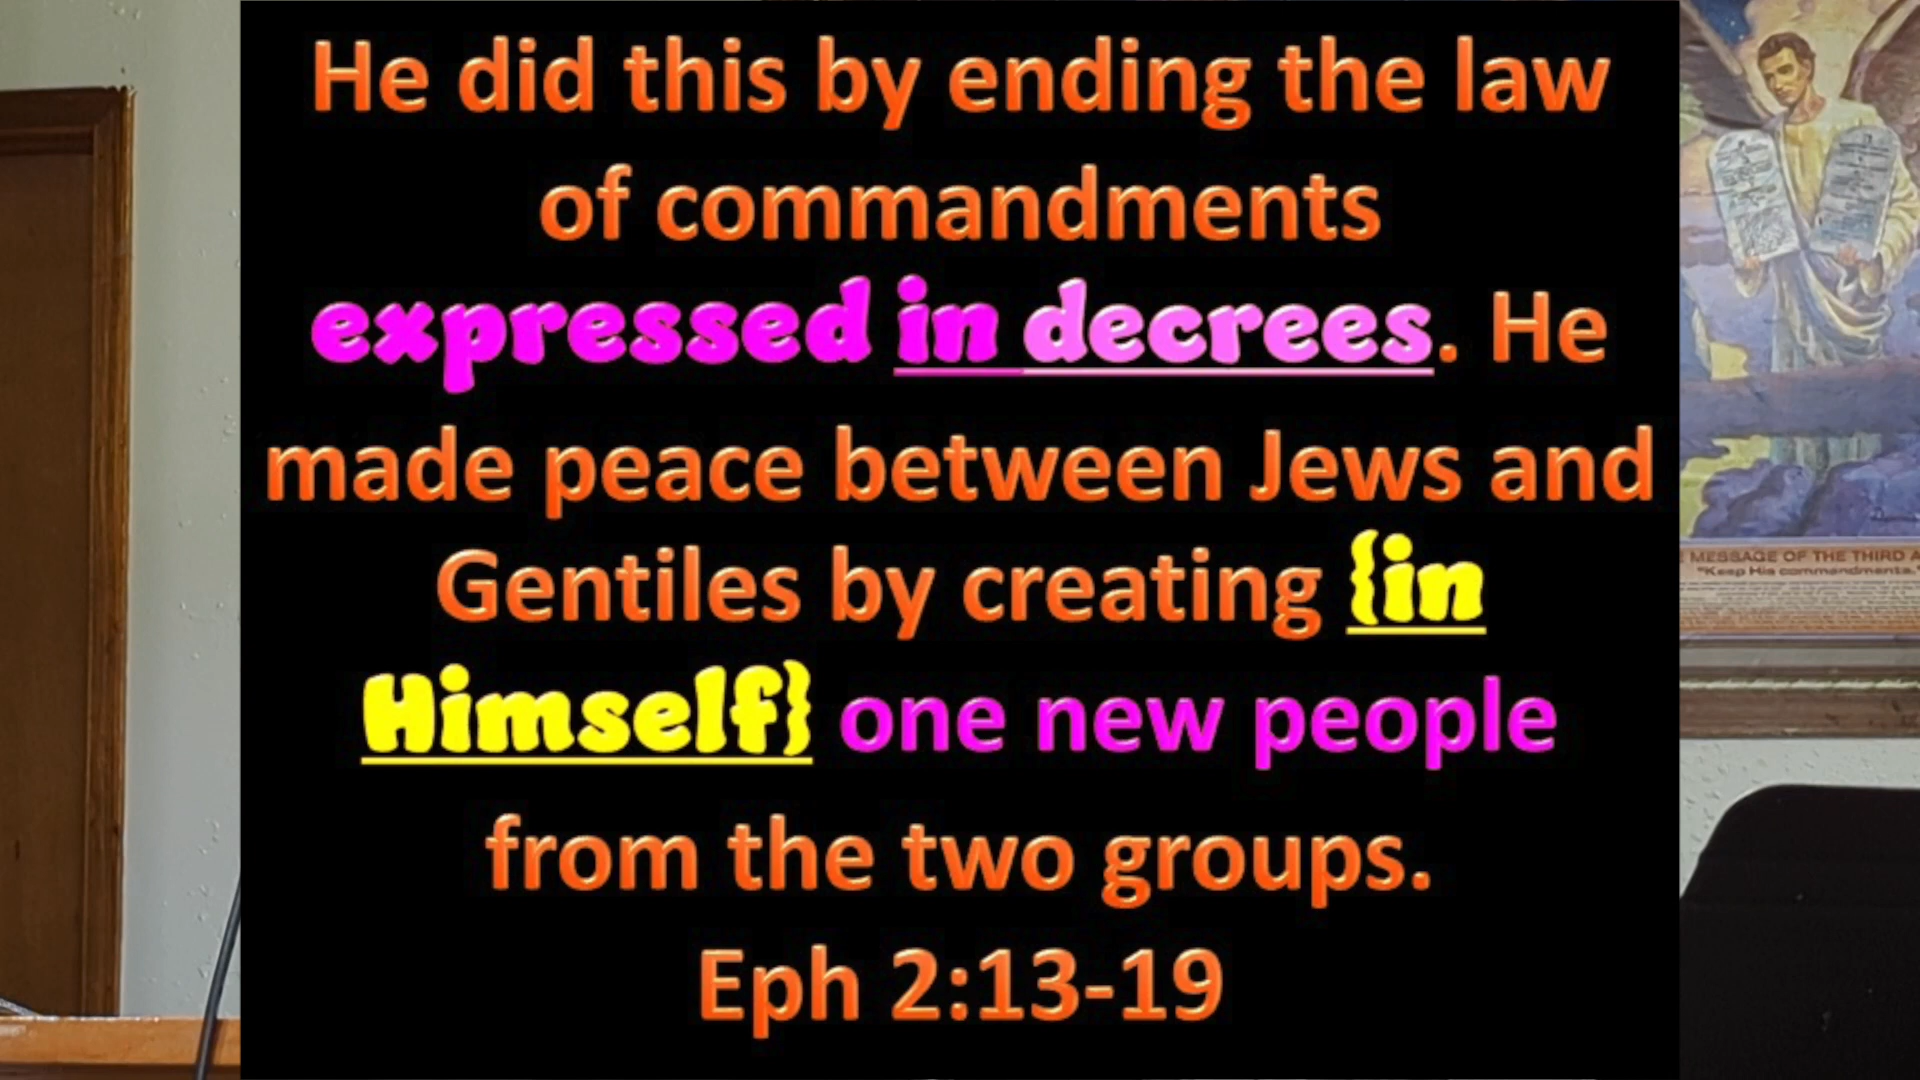 He did this by ending the law
of commandments
expressed in decrees. He
made peace between Jews and
Gentiles by creating {in
Himself} one new people
from the two groups.
Eph 2:13-19
MESSAGE OF THE THIRD
"Keep His commandments."